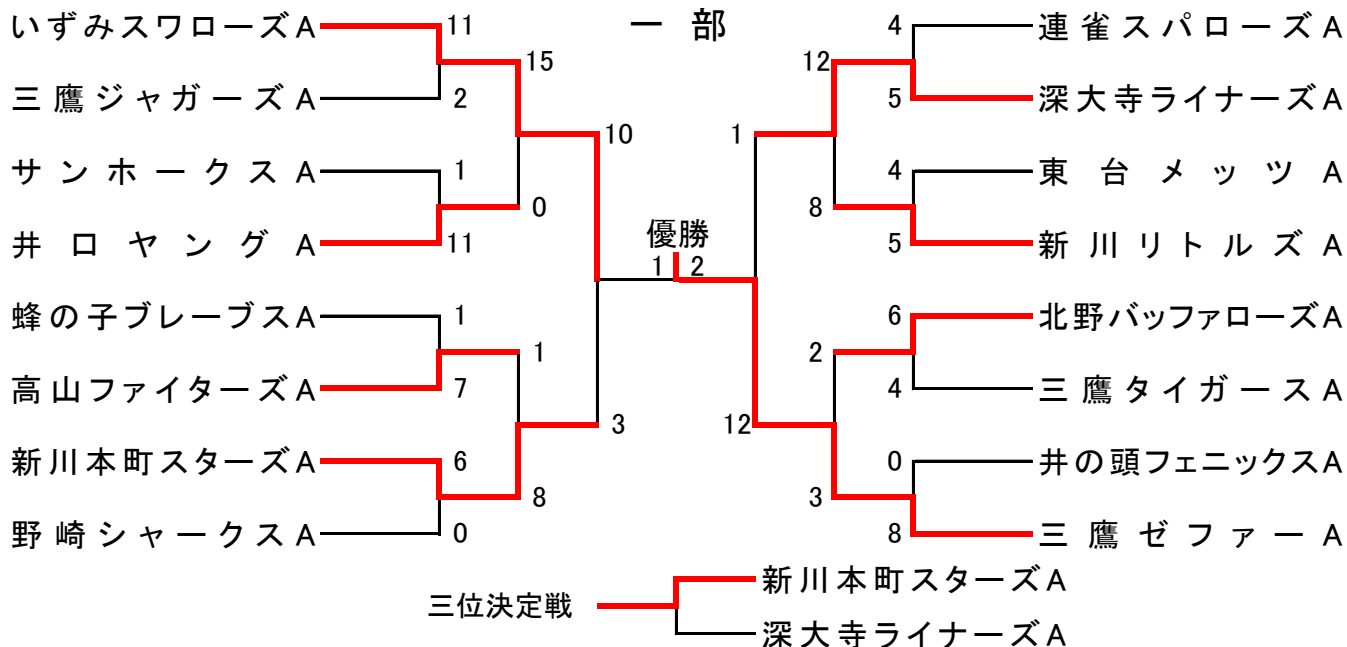 一部
いずみスワローズA 11
15
三鷹ジャガーズA 2
10
サンホークスA 1
0
井口ヤングA 11
蜂の子ブレーブスA 1
1
高山ファイターズA 7
3
新川本町スターズA 6
8
野崎シャークスA 0
優勝
1 2
4 連雀スパローズA
12
5 深大寺ライナーズA
1
4 東台メッツA
8
5 新川リトルズA
6 北野バッファローズA
2
4 三鷹タイガースA
12
0 井の頭フェニックスA
3
8 三鷹ゼファーA
三位決定戦
新川本町スターズA
深大寺ライナーズA